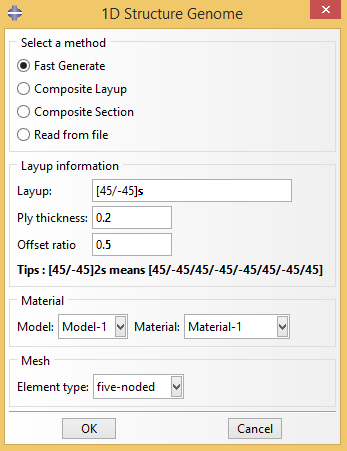 1D Structure Genome
Select a method
Fast Generate
Composite Layup
Composite Section
Read from file
Layup information
Layup: [45/-45]s
Ply thickness: 0.2
Offset ratio 0.5
Tips : [45/-45]2s means [45/-45/45/-45/-45/45/-45/45]
Material
Model: Model-1 Material: Material-1
Mesh
Element type: five-noded
OK Cancel